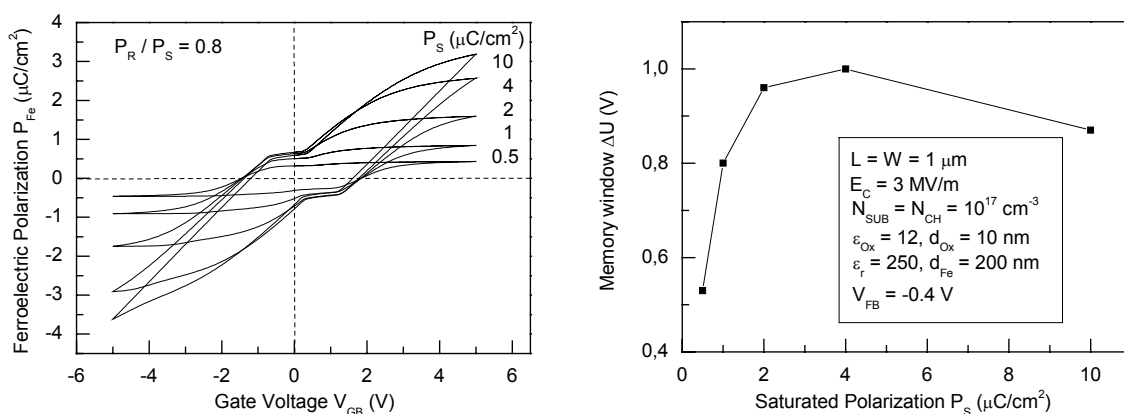 P_R / P_S = 0.8
P_S (μC/cm²)
10
4
2
1
0.5
4
3
2
1
0
-1
-2
-3
-4
-6
-4
-2
0
2
4
6
Ferroelectric Polarization P_Fe (μC/cm²)
Gate Voltage V_GB (V)
1,0
0,8
0,6
0,4
0
2
4
6
8
10
Memory window ΔU (V)
Saturated Polarization P_S (μC/cm²)
L = W = 1 μm
E_C = 3 MV/m
N_SUB = N_CH = 10¹⁷ cm⁻³
ε_Ox = 12, d_Ox = 10 nm
ε_r = 250, d_Fe = 200 nm
V_FB = -0.4 V